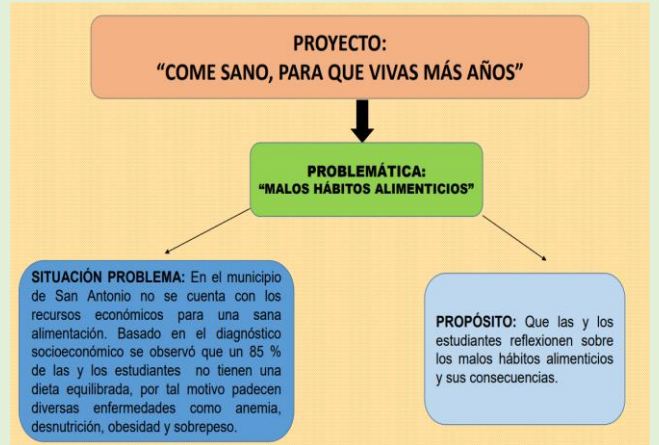 PROYECTO:
“COME SANO, PARA QUE VIVAS MÁS AÑOS”
PROBLEMÁTICA:
“MALOS HÁBITOS ALIMENTICIOS”
SITUACIÓN PROBLEMA: En el municipio
de San Antonio no se cuenta con los
recursos económicos para una sana
alimentación. Basado en el diagnóstico
socioeconómico se observó que un 85 %
de las y los estudiantes no tienen una
dieta equilibrada, por tal motivo padecen
diversas enfermedades como anemia,
desnutrición, obesidad y sobrepeso.
PROPÓSITO: Que las y los
estudiantes reflexionen sobre
los malos hábitos alimenticios
y sus consecuencias.